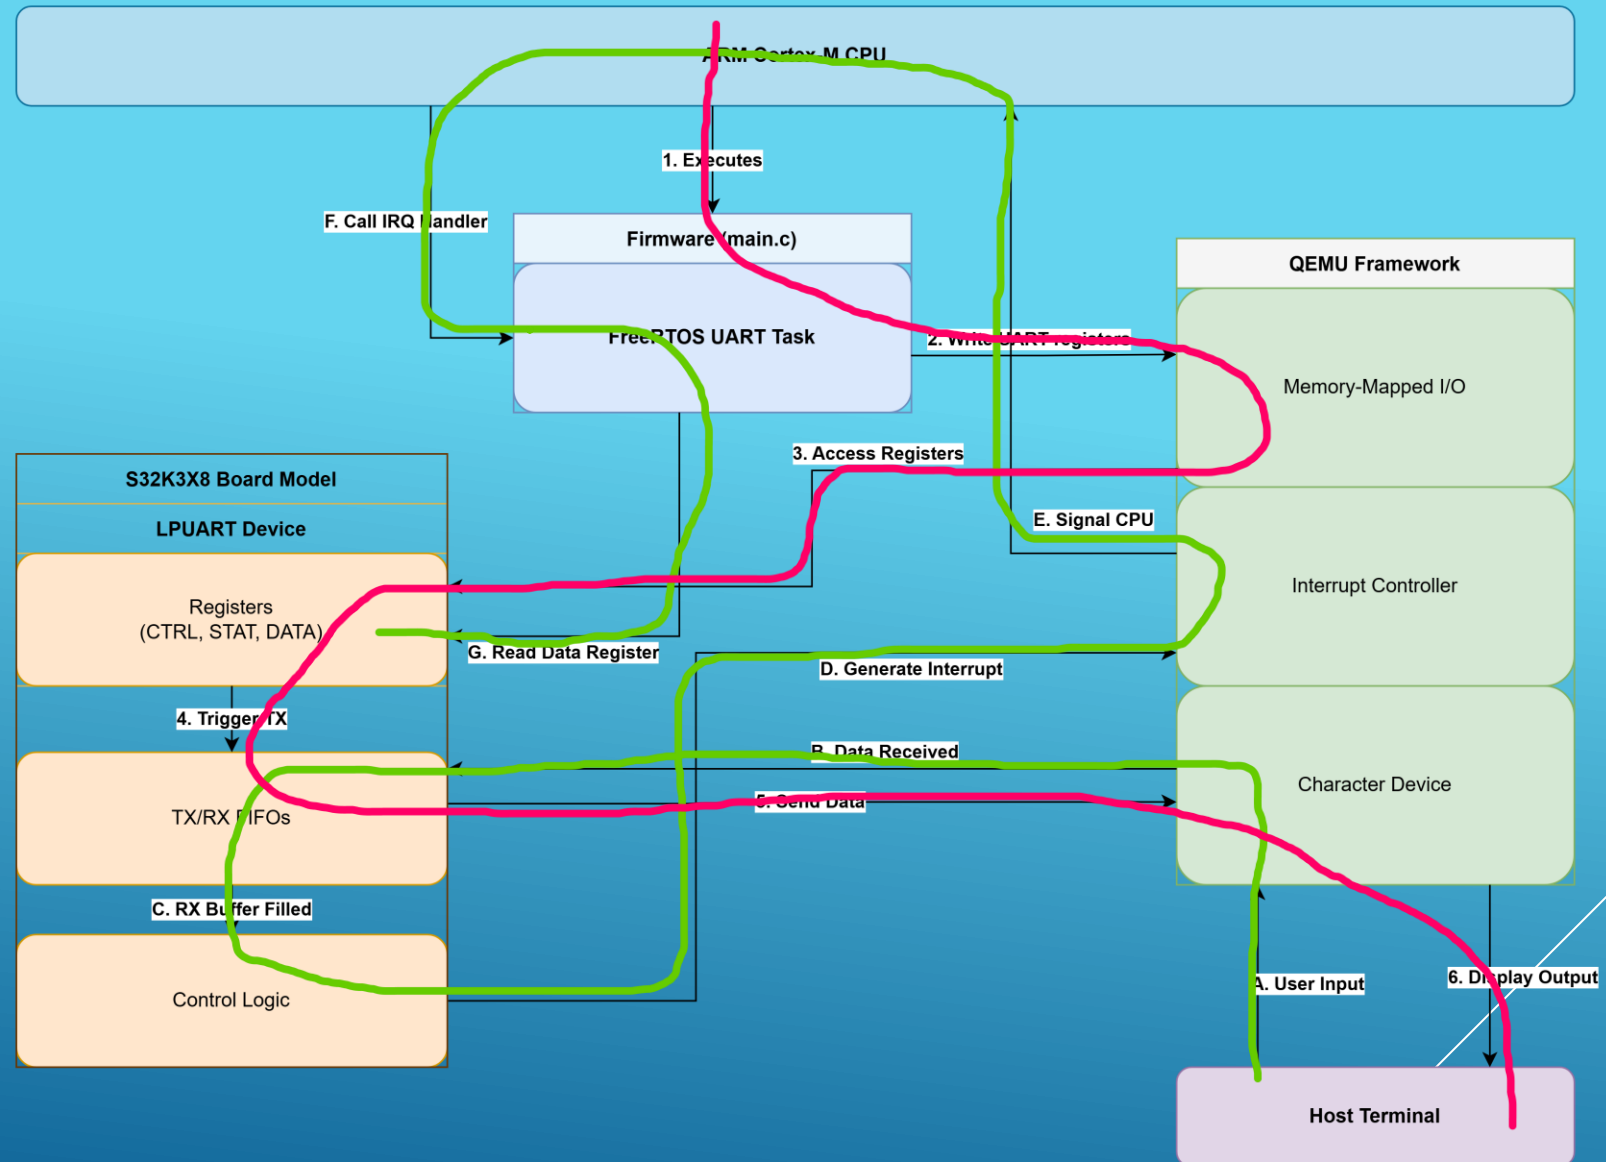 ARM Cortex-M CPU
1. Executes
F. Call IRQ Handler
Firmware (main.c)
FreeRTOS UART Task
2. Write UART registers
QEMU Framework
Memory-Mapped I/O
3. Access Registers
S32K3X8 Board Model
LPUART Device
E. Signal CPU
Interrupt Controller
Registers
(CTRL, STAT, DATA)
G. Read Data Register
D. Generate Interrupt
4. Trigger TX
B. Data Received
Character Device
5. Send Data
TX/RX FIFOs
C. RX Buffer Filled
Control Logic
A. User Input
6. Display Output
Host Terminal